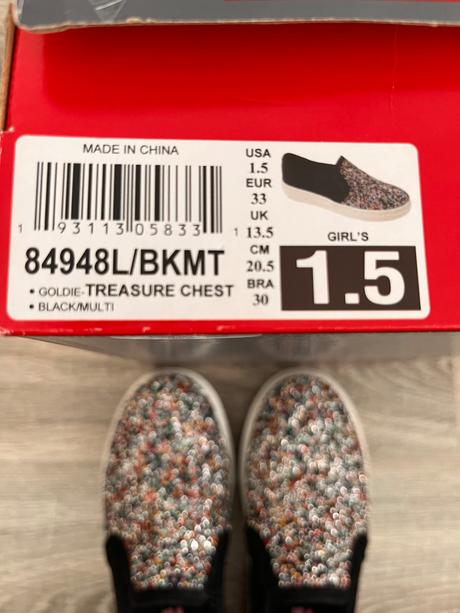 MADE IN CHINA
1 93113 05833 1
84948L/BKMT
• GOLDIE-TREASURE CHEST
• BLACK/MULTI
USA
1.5
EUR
33
UK
13.5
CM
20.5
BRA
30
GIRL'S
1.5